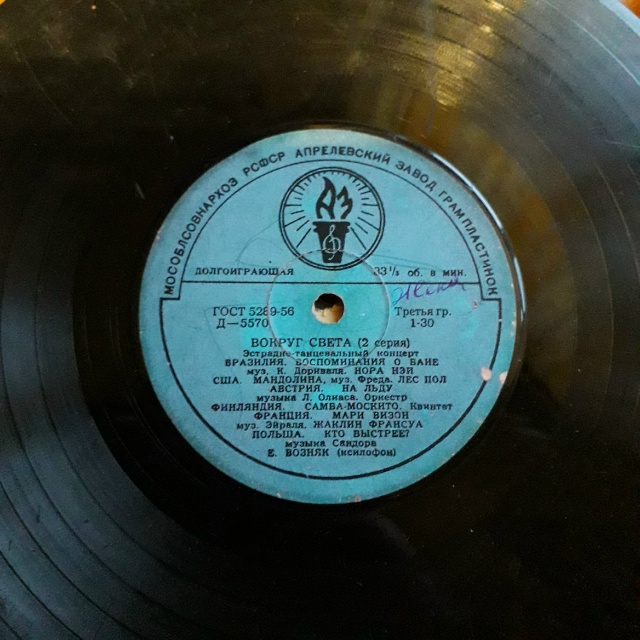 МОСОБЛСОВНАРХОЗ РСФСР АПРЕЛЕВСКИЙ ЗАВОД ГРАМПЛАСТИНОК
АЗ
ДОЛГОИГРАЮЩАЯ 33⅓ об. в мин.
ГОСТ 5289-56 Третья гр.
Д—5570 1-30
ВОКРУГ СВЕТА (2 серия)
Эстрадно-танцевальный концерт
БРАЗИЛИЯ. ВОСПОМИНАНИЯ О БАИЕ
муз. К. Дориваля. НОРА НЭЙ
США. МАНДОЛИНА, муз. Фреда. ЛЕС ПОЛ
АВСТРИЯ. НА ЛЬДУ
музыка Л. Олиаса. Оркестр
ФИНЛЯНДИЯ. САМБА-МОСКИТО. Квинтет
ФРАНЦИЯ. МАРИ ВИЗОН
муз. Эйраля, ЖАКЛИН ФРАНСУА
ПОЛЬША. КТО ВЫСТРЕЕ?
музыка Сандора
Е. ВОЗНЯК (ксилофон)